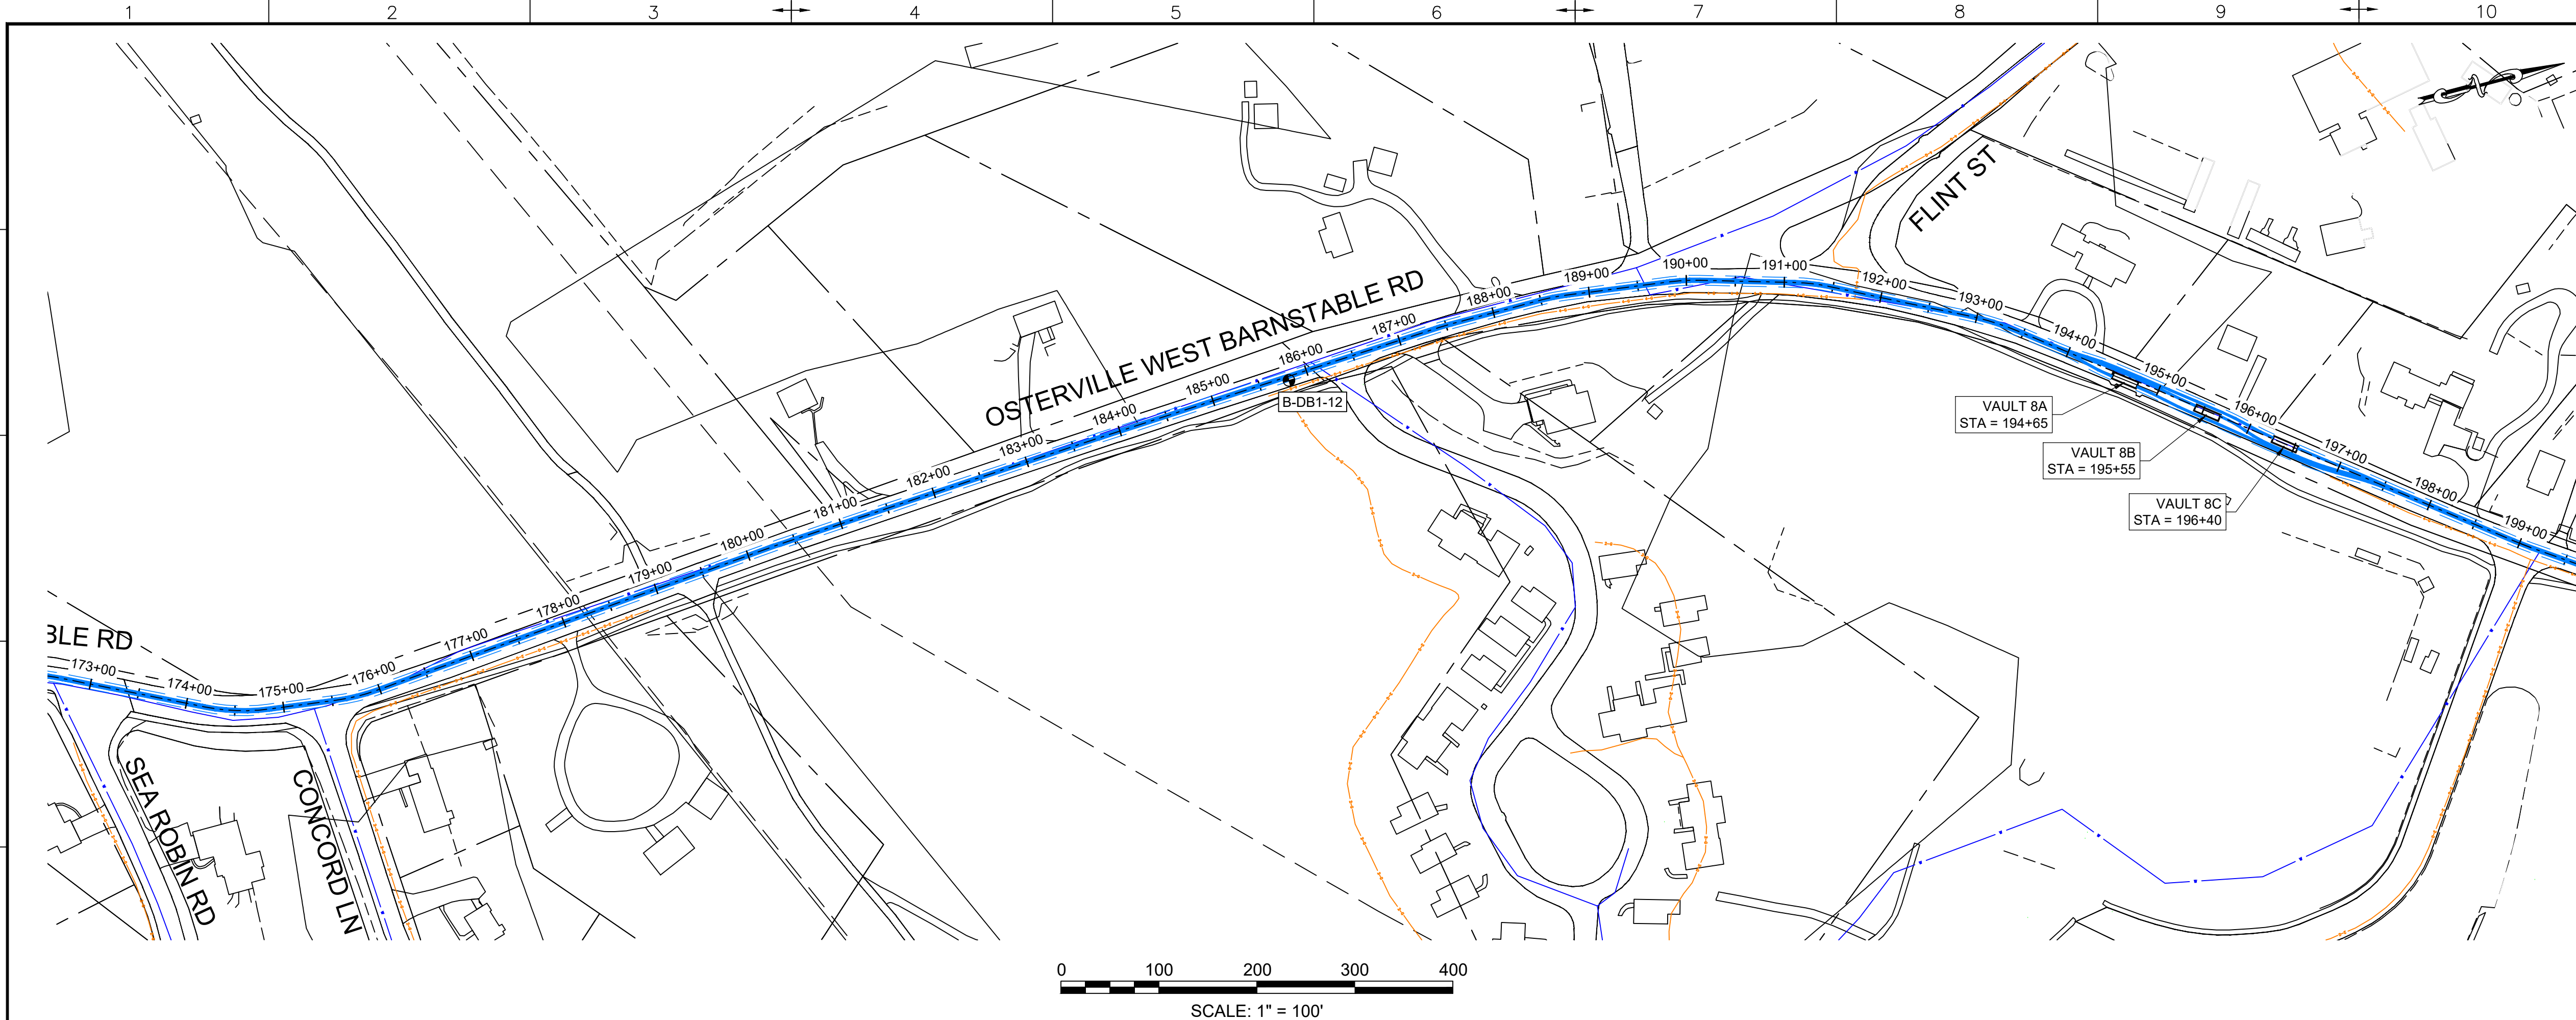 1 2 3 4 5 6 7 8 9 10
FLINT ST
OSTERVILLE WEST BARNSTABLE RD
BLE RD
173+00
174+00
175+00
176+00
177+00
178+00
179+00
180+00
181+00
182+00
183+00
184+00
185+00
186+00
187+00
188+00
189+00
190+00
191+00
192+00
193+00
194+00
195+00
196+00
197+00
198+00
199+00
B-DB1-12
VAULT 8A
STA = 194+65
VAULT 8B
STA = 195+55
VAULT 8C
STA = 196+40
SEA ROBIN RD
CONCORD LN
0 100 200 300 400
SCALE: 1" = 100'